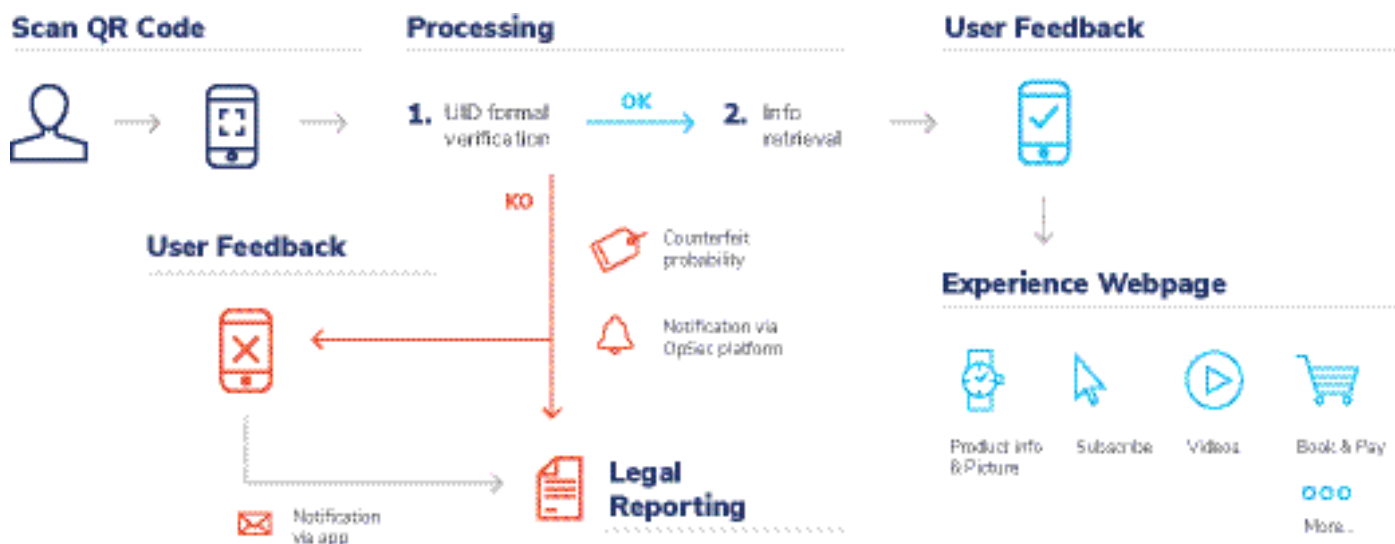 Scan QR Code
Processing
User Feedback
1. UID formal
verification
OK
2. Info
retrieval
KO
User Feedback
Counterfeit
probability
Notification via
OpSec platform
Experience Webpage
Product info
& Picture
Subscribe
Videos
Book & Pay
More...
Legal
Reporting
Notification
via app